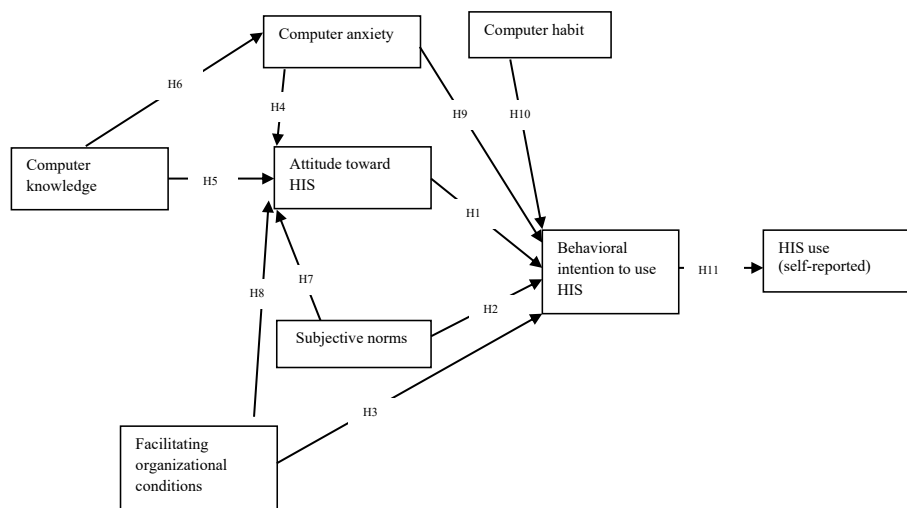 Computer anxiety
Computer habit
H6
H4
H9
H10
Computer
knowledge
H5
Attitude toward
HIS
H1
Behavioral
intention to use
HIS
H11
HIS use
(self-reported)
H8
H7
H2
Subjective norms
H3
Facilitating
organizational
conditions